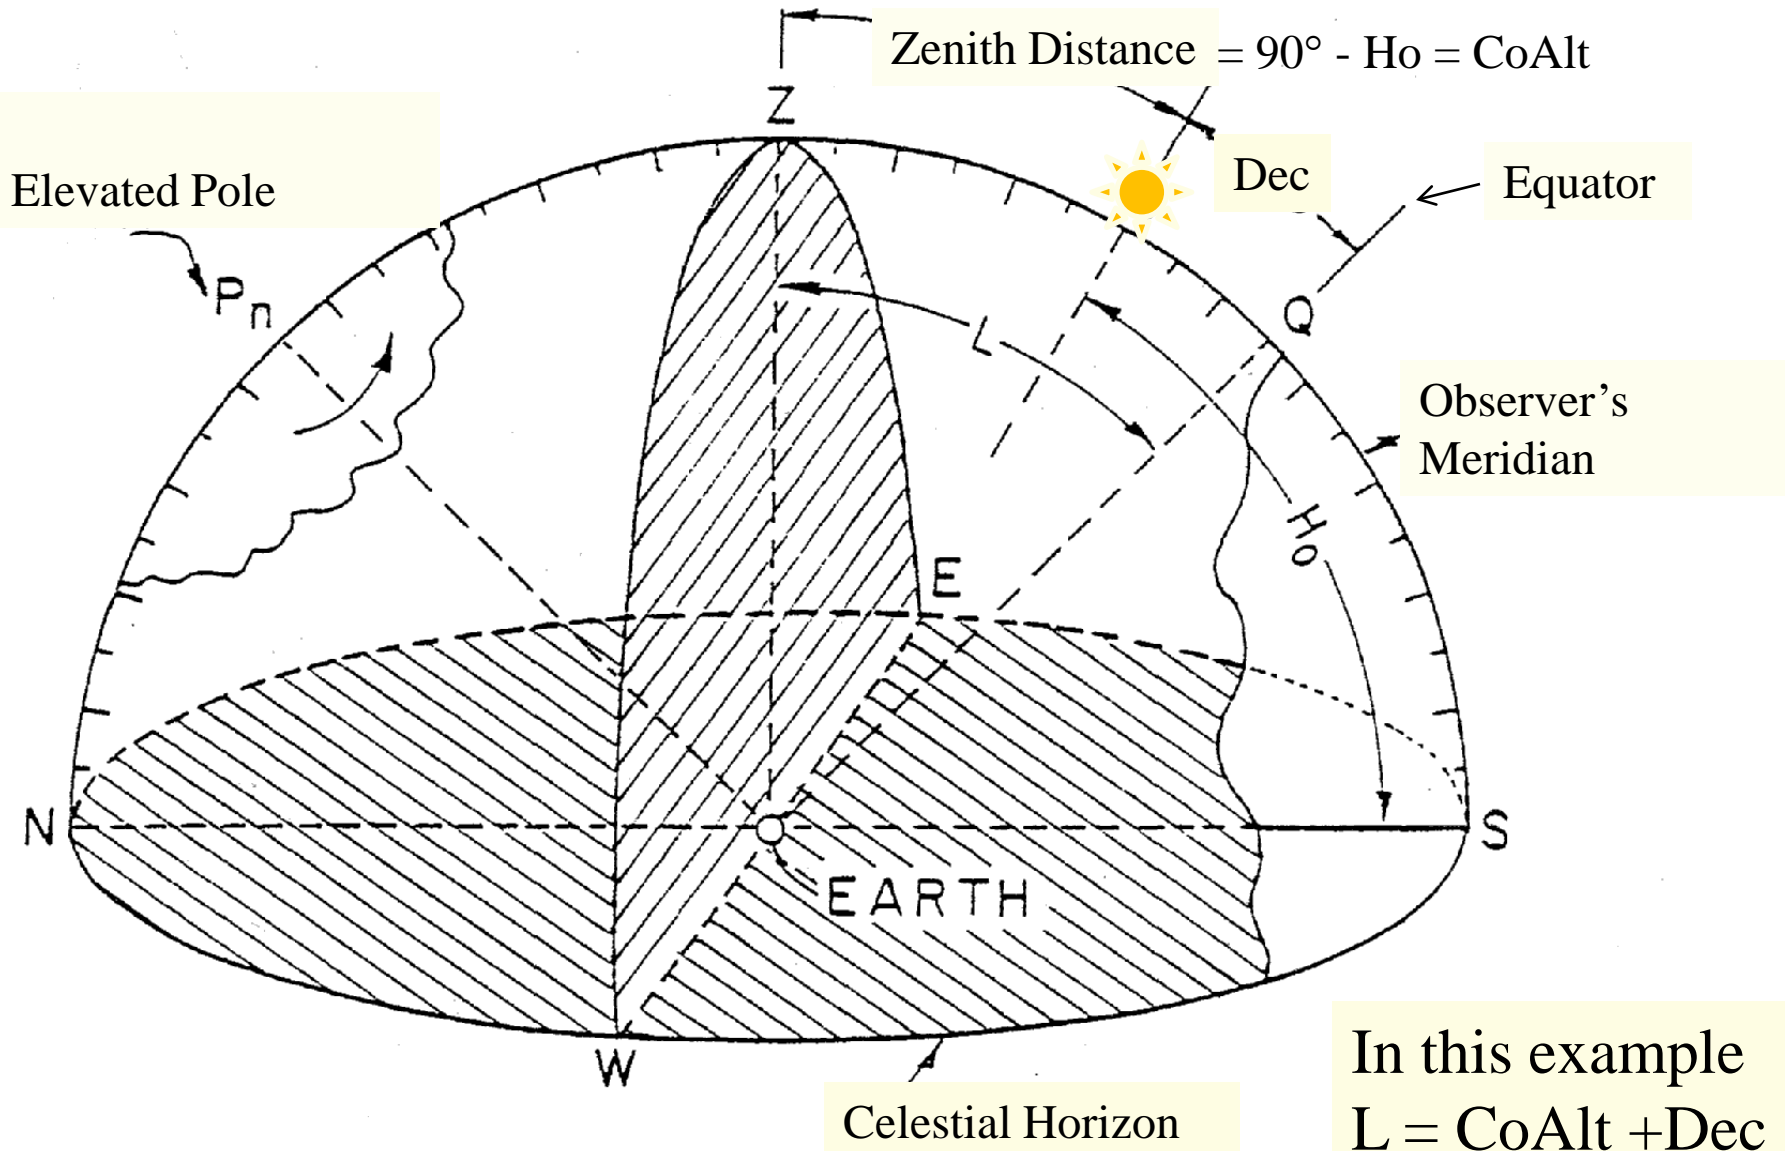 Zenith Distance = 90° - Ho = CoAlt
Z
Elevated Pole
Dec
Equator
Pn
Q
L
Observer’s
Meridian
Ho
E
N
S
EARTH
W
Celestial Horizon
In this example
L = CoAlt +Dec